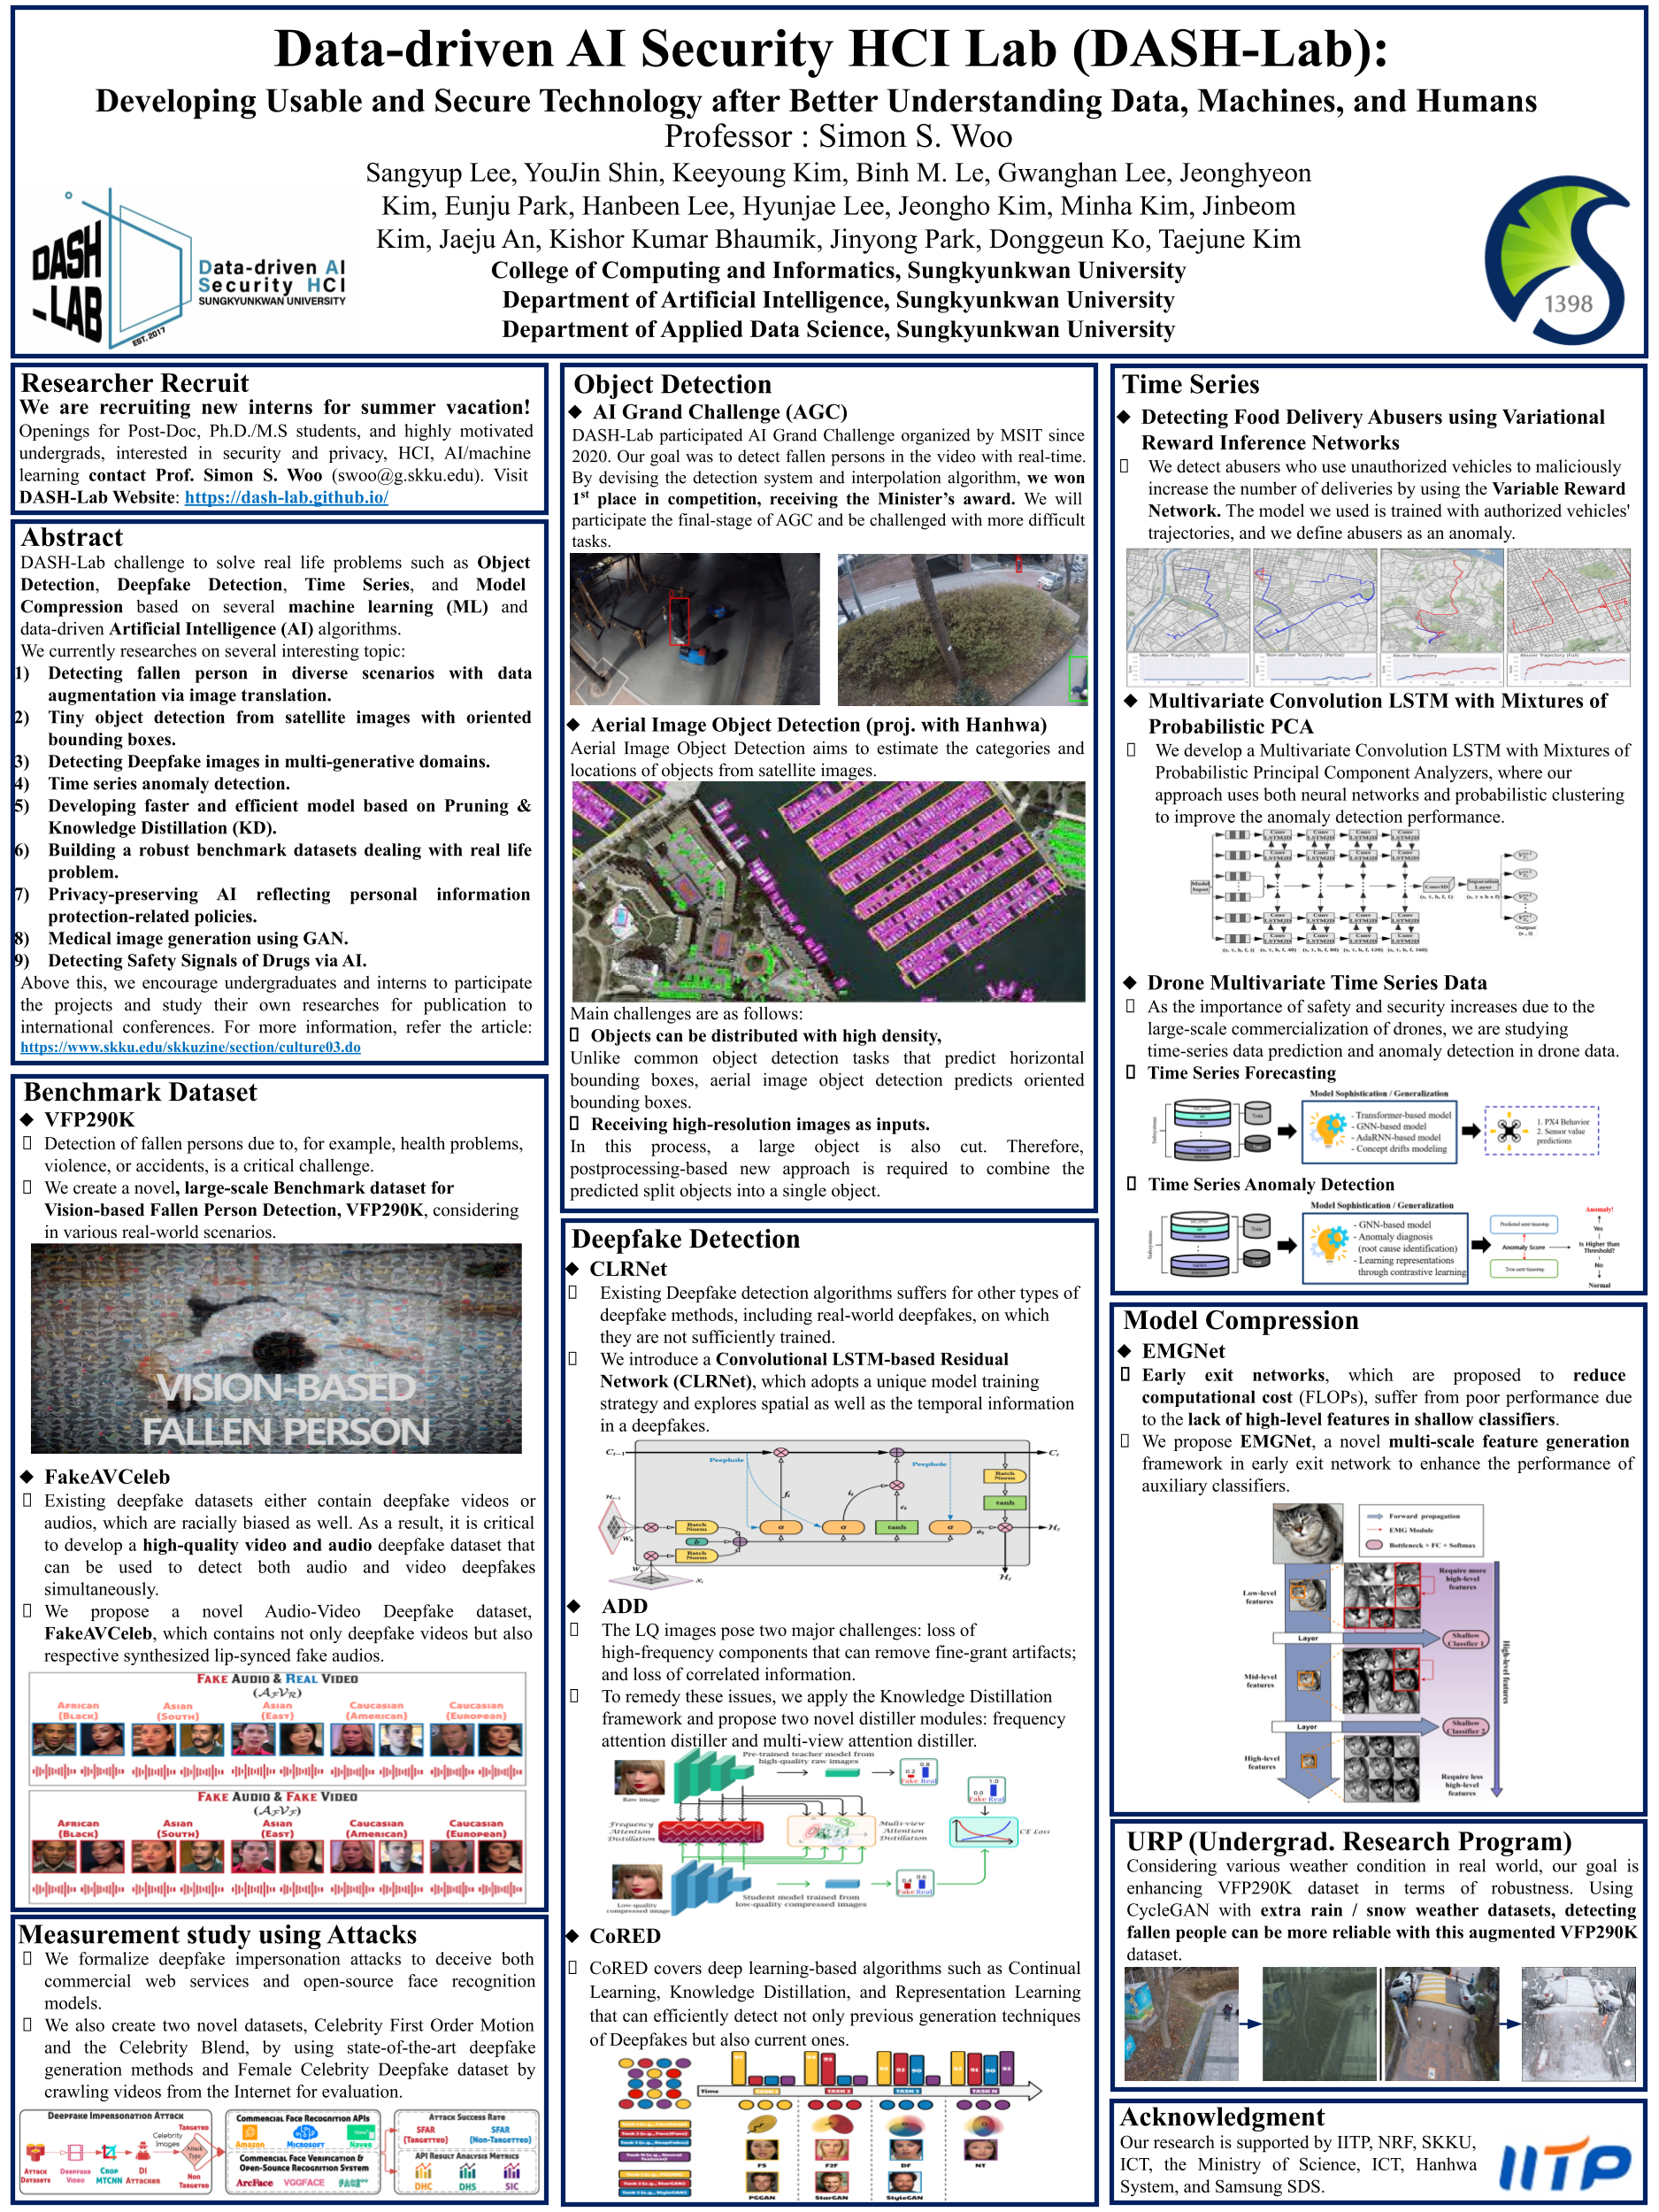 Data-driven AI Security HCI Lab (DASH-Lab):
Developing Usable and Secure Technology after Better Understanding Data, Machines, and Humans
Professor : Simon S. Woo
Sangyup Lee, YouJin Shin, Keeyoung Kim, Binh M. Le, Gwanghan Lee, Jeonghyeon
Kim, Eunju Park, Hanbeen Lee, Hyunjae Lee, Jeongho Kim, Minha Kim, Jinbeom
Kim, Jaeju An, Kishor Kumar Bhaumik, Jinyong Park, Donggeun Ko, Taejune Kim
College of Computing and Informatics, Sungkyunkwan University
Department of Artificial Intelligence, Sungkyunkwan University
Department of Applied Data Science, Sungkyunkwan University
DASH
-LAB
EST. 2017
Data-driven AI
Security HCI
SUNGKYUNKWAN UNIVERSITY
1398
Researcher Recruit
We are recruiting new interns for summer vacation!
Openings for Post-Doc, Ph.D./M.S students, and highly motivated
undergrads, interested in security and privacy, HCI, AI/machine
learning contact Prof. Simon S. Woo (swoo@g.skku.edu). Visit
DASH-Lab Website: https://dash-lab.github.io/
Abstract
DASH-Lab challenge to solve real life problems such as Object
Detection, Deepfake Detection, Time Series, and Model
Compression based on several machine learning (ML) and
data-driven Artificial Intelligence (AI) algorithms.
We currently researches on several interesting topic:
1) Detecting fallen person in diverse scenarios with data
augmentation via image translation.
2) Tiny object detection from satellite images with oriented
bounding boxes.
3) Detecting Deepfake images in multi-generative domains.
4) Time series anomaly detection.
5) Developing faster and efficient model based on Pruning &
Knowledge Distillation (KD).
6) Building a robust benchmark datasets dealing with real life
problem.
7) Privacy-preserving AI reflecting personal information
protection-related policies.
8) Medical image generation using GAN.
9) Detecting Safety Signals of Drugs via AI.
Above this, we encourage undergraduates and interns to participate
the projects and study their own researches for publication to
international conferences. For more information, refer the article:
https://www.skku.edu/skkuzine/section/culture03.do
Benchmark Dataset
◆ VFP290K
Detection of fallen persons due to, for example, health problems,
violence, or accidents, is a critical challenge.
We create a novel, large-scale Benchmark dataset for
Vision-based Fallen Person Detection, VFP290K, considering
in various real-world scenarios.
VISION-BASED
FALLEN PERSON
◆ FakeAVCeleb
Existing deepfake datasets either contain deepfake videos or
audios, which are racially biased as well. As a result, it is critical
to develop a high-quality video and audio deepfake dataset that
can be used to detect both audio and video deepfakes
simultaneously.
We propose a novel Audio-Video Deepfake dataset,
FakeAVCeleb, which contains not only deepfake videos but also
respective synthesized lip-synced fake audios.
FAKE AUDIO & REAL VIDEO
African (Black) Asian (South) Asian (East) Caucasian (American) Caucasian (European)
FAKE AUDIO & FAKE VIDEO
African (Black) Asian (South) Asian (East) Caucasian (American) Caucasian (European)
Measurement study using Attacks
We formalize deepfake impersonation attacks to deceive both
commercial web services and open-source face recognition
models.
We also create two novel datasets, Celebrity First Order Motion
and the Celebrity Blend, by using state-of-the-art deepfake
generation methods and Female Celebrity Deepfake dataset by
crawling videos from the Internet for evaluation.
Deepfake Impersonation Attack
Targeted
Celebrity Images
Attack Type
Attack Datasets
Deepfake Video
Crop MTCNN
DI Attacker
Non Targeted
Commercial Face Recognition APIs
Amazon Microsoft Naver
Commercial Face Verification &
Open-Source Recognition System
ArcFace VGGFACE
Attack Success Rate
SFAR (Targeted)
SFAR (Non-Targeted)
API Result Analysis Metrics
DHC DHS SIC
Object Detection
◆ AI Grand Challenge (AGC)
DASH-Lab participated AI Grand Challenge organized by MSIT since
2020. Our goal was to detect fallen persons in the video with real-time.
By devising the detection system and interpolation algorithm, we won
1st place in competition, receiving the Minister's award. We will
participate the final-stage of AGC and be challenged with more difficult
tasks.
◆ Aerial Image Object Detection (proj. with Hanhwa)
Aerial Image Object Detection aims to estimate the categories and
locations of objects from satellite images.
Main challenges are as follows:
Objects can be distributed with high density,
Unlike common object detection tasks that predict horizontal
bounding boxes, aerial image object detection predicts oriented
bounding boxes.
Receiving high-resolution images as inputs.
In this process, a large object is also cut. Therefore,
postprocessing-based new approach is required to combine the
predicted split objects into a single object.
Deepfake Detection
◆ CLRNet
Existing Deepfake detection algorithms suffers for other types of
deepfake methods, including real-world deepfakes, on which
they are not sufficiently trained.
We introduce a Convolutional LSTM-based Residual
Network (CLRNet), which adopts a unique model training
strategy and explores spatial as well as the temporal information
in a deepfakes.
Peephole Peephole
Batch Norm
tanh
Batch Norm
tanh
Batch Norm
◆ ADD
The LQ images pose two major challenges: loss of
high-frequency components that can remove fine-grant artifacts;
and loss of correlated information.
To remedy these issues, we apply the Knowledge Distillation
framework and propose two novel distiller modules: frequency
attention distiller and multi-view attention distiller.
Pre-trained teacher model from
high-quality raw images
Raw image
0.2 0.8
Fake Real
0.0 1.0
Fake Real
Frequency Attention Distillation
Multi-view Attention Distillation
CE Loss
0.4 0.6
Fake Real
Low-quality
compressed image
Student model trained from
low-quality compressed images
◆ CoRED
CoRED covers deep learning-based algorithms such as Continual
Learning, Knowledge Distillation, and Representation Learning
that can efficiently detect not only previous generation techniques
of Deepfakes but also current ones.
Time TASK 1 TASK 2 TASK 3 TASK N
FS F2F DF NT
PGGAN StarGAN StyleGAN
Time Series
◆ Detecting Food Delivery Abusers using Variational
Reward Inference Networks
We detect abusers who use unauthorized vehicles to maliciously
increase the number of deliveries by using the Variable Reward
Network. The model we used is trained with authorized vehicles'
trajectories, and we define abusers as an anomaly.
Non-Abuser Trajectory (Full) Non-abuser Trajectory (Partial) Abuser Trajectory Abuser Trajectory (Full)
◆ Multivariate Convolution LSTM with Mixtures of
Probabilistic PCA
We develop a Multivariate Convolution LSTM with Mixtures of
Probabilistic Principal Component Analyzers, where our
approach uses both neural networks and probabilistic clustering
to improve the anomaly detection performance.
Model Input
Conv LSTM2D
Conv3D
Separation Layer
Output
◆ Drone Multivariate Time Series Data
As the importance of safety and security increases due to the
large-scale commercialization of drones, we are studying
time-series data prediction and anomaly detection in drone data.
Time Series Forecasting
Model Sophistication / Generalization
Train
- Transformer-based model
- GNN-based model
- AdaRNN-based model
- Concept drifts modeling
1. PX4 Behavior
2. Sensor value
predictions
Time Series Anomaly Detection
Model Sophistication / Generalization
Train
Test
- GNN-based model
- Anomaly diagnosis
(root cause identification)
- Learning representations
through contrastive learning
Predicted next timestep
Anomaly Score
True next timestep
Anomaly!
Yes
Is Higher than
Threshold?
No
Normal
Model Compression
◆ EMGNet
Early exit networks, which are proposed to reduce
computational cost (FLOPs), suffer from poor performance due
to the lack of high-level features in shallow classifiers.
We propose EMGNet, a novel multi-scale feature generation
framework in early exit network to enhance the performance of
auxiliary classifiers.
Forward propagation
EMG Module
Bottleneck + FC + Softmax
Low-level features
Require more high-level features
Layer
Shallow Classfier 1
Mid-level features
High-level features
Layer
Shallow Classfier 2
High-level features
Require less high-level features
URP (Undergrad. Research Program)
Considering various weather condition in real world, our goal is
enhancing VFP290K dataset in terms of robustness. Using
CycleGAN with extra rain / snow weather datasets, detecting
fallen people can be more reliable with this augmented VFP290K
dataset.
Acknowledgment
Our research is supported by IITP, NRF, SKKU,
ICT, the Ministry of Science, ICT, Hanhwa
System, and Samsung SDS.
IITP